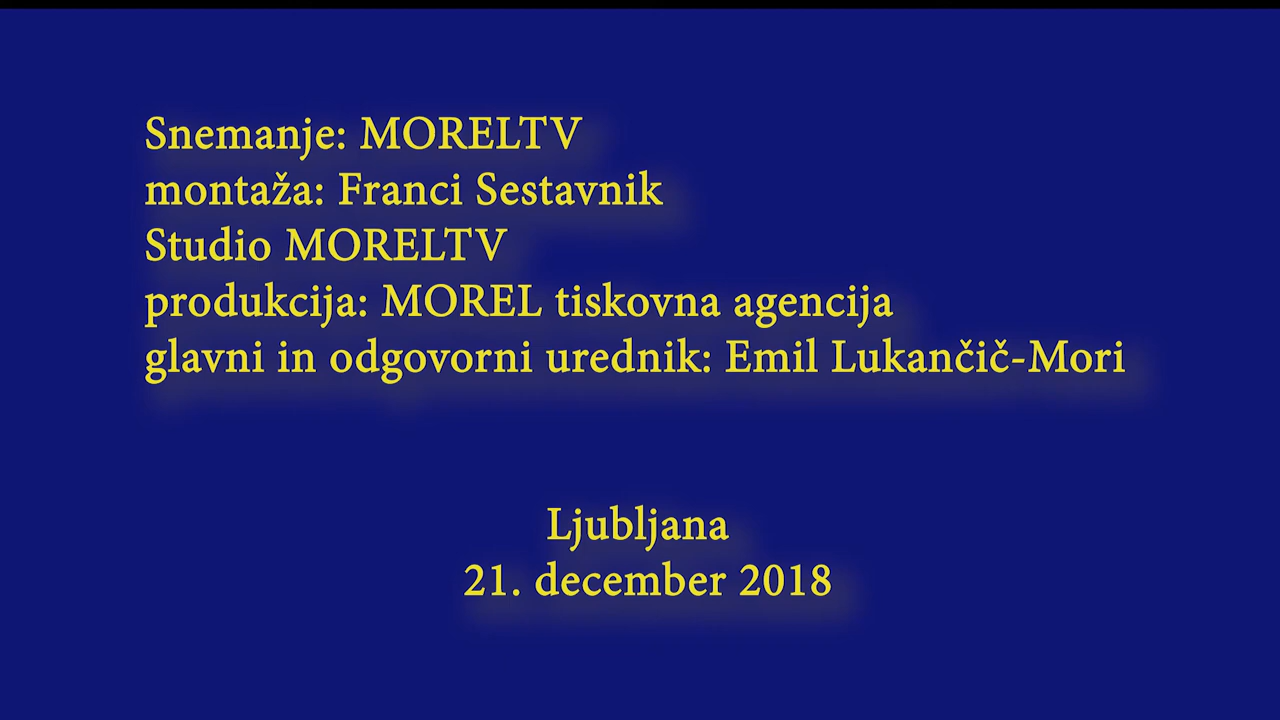 Snemanje: MORELTV
montaža: Franci Sestavnik
Studio MORELTV
produkcija: MOREL tiskovna agencija
glavni in odgovorni urednik: Emil Lukančič-Mori
Ljubljana
21. december 2018